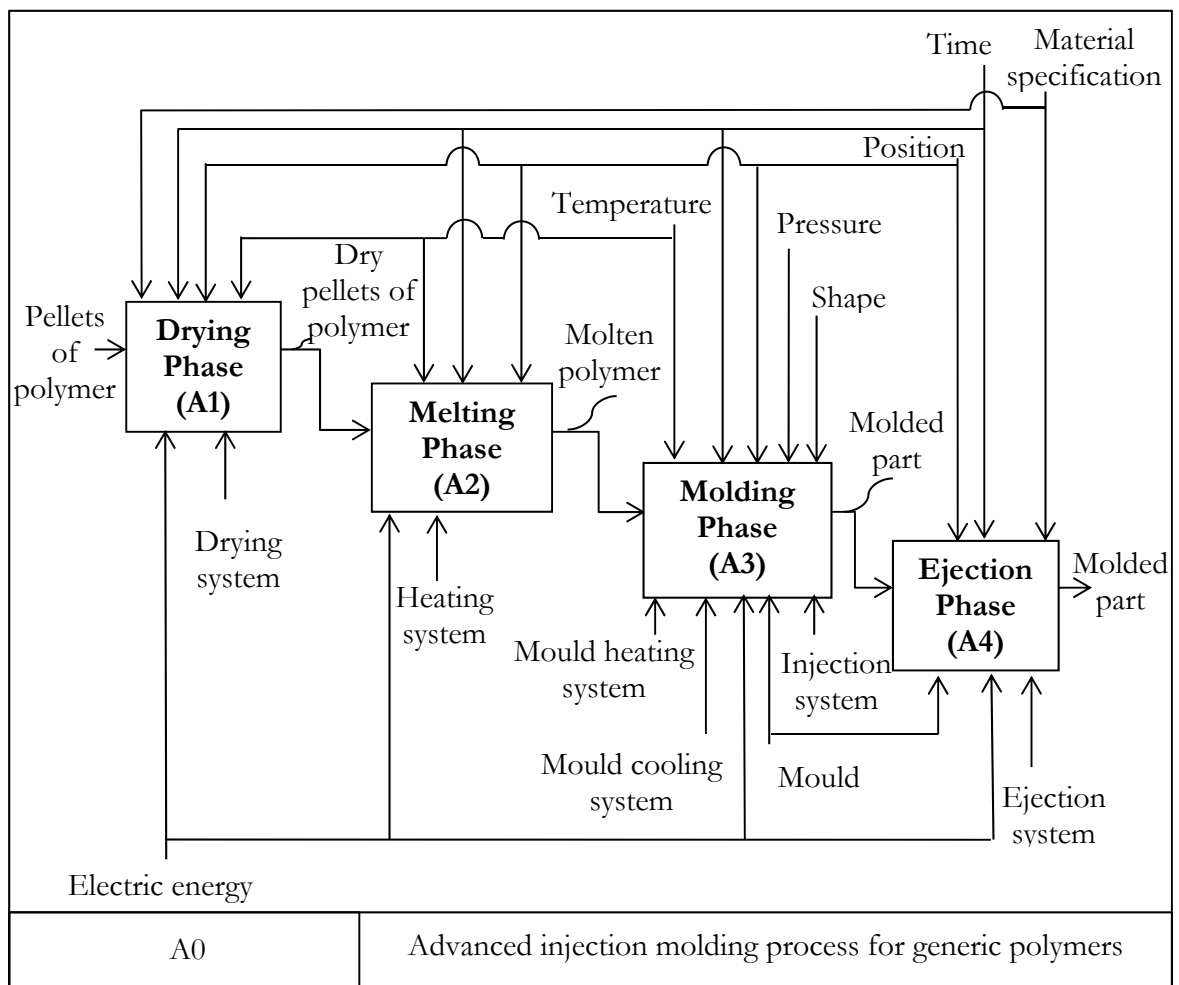 Time
Material
specification
Position
Temperature
Pressure
Shape
Dry
pellets of
polymer
Pellets
of
polymer
Drying
Phase
(A1)
Molten
polymer
Melting
Phase
(A2)
Molded
part
Molding
Phase
(A3)
Drying
system
Heating
system
Ejection
Phase
(A4)
Molded
part
Mould heating
system
Injection
system
Mould cooling
system
Mould
Ejection
system
Electric energy
A0
Advanced injection molding process for generic polymers